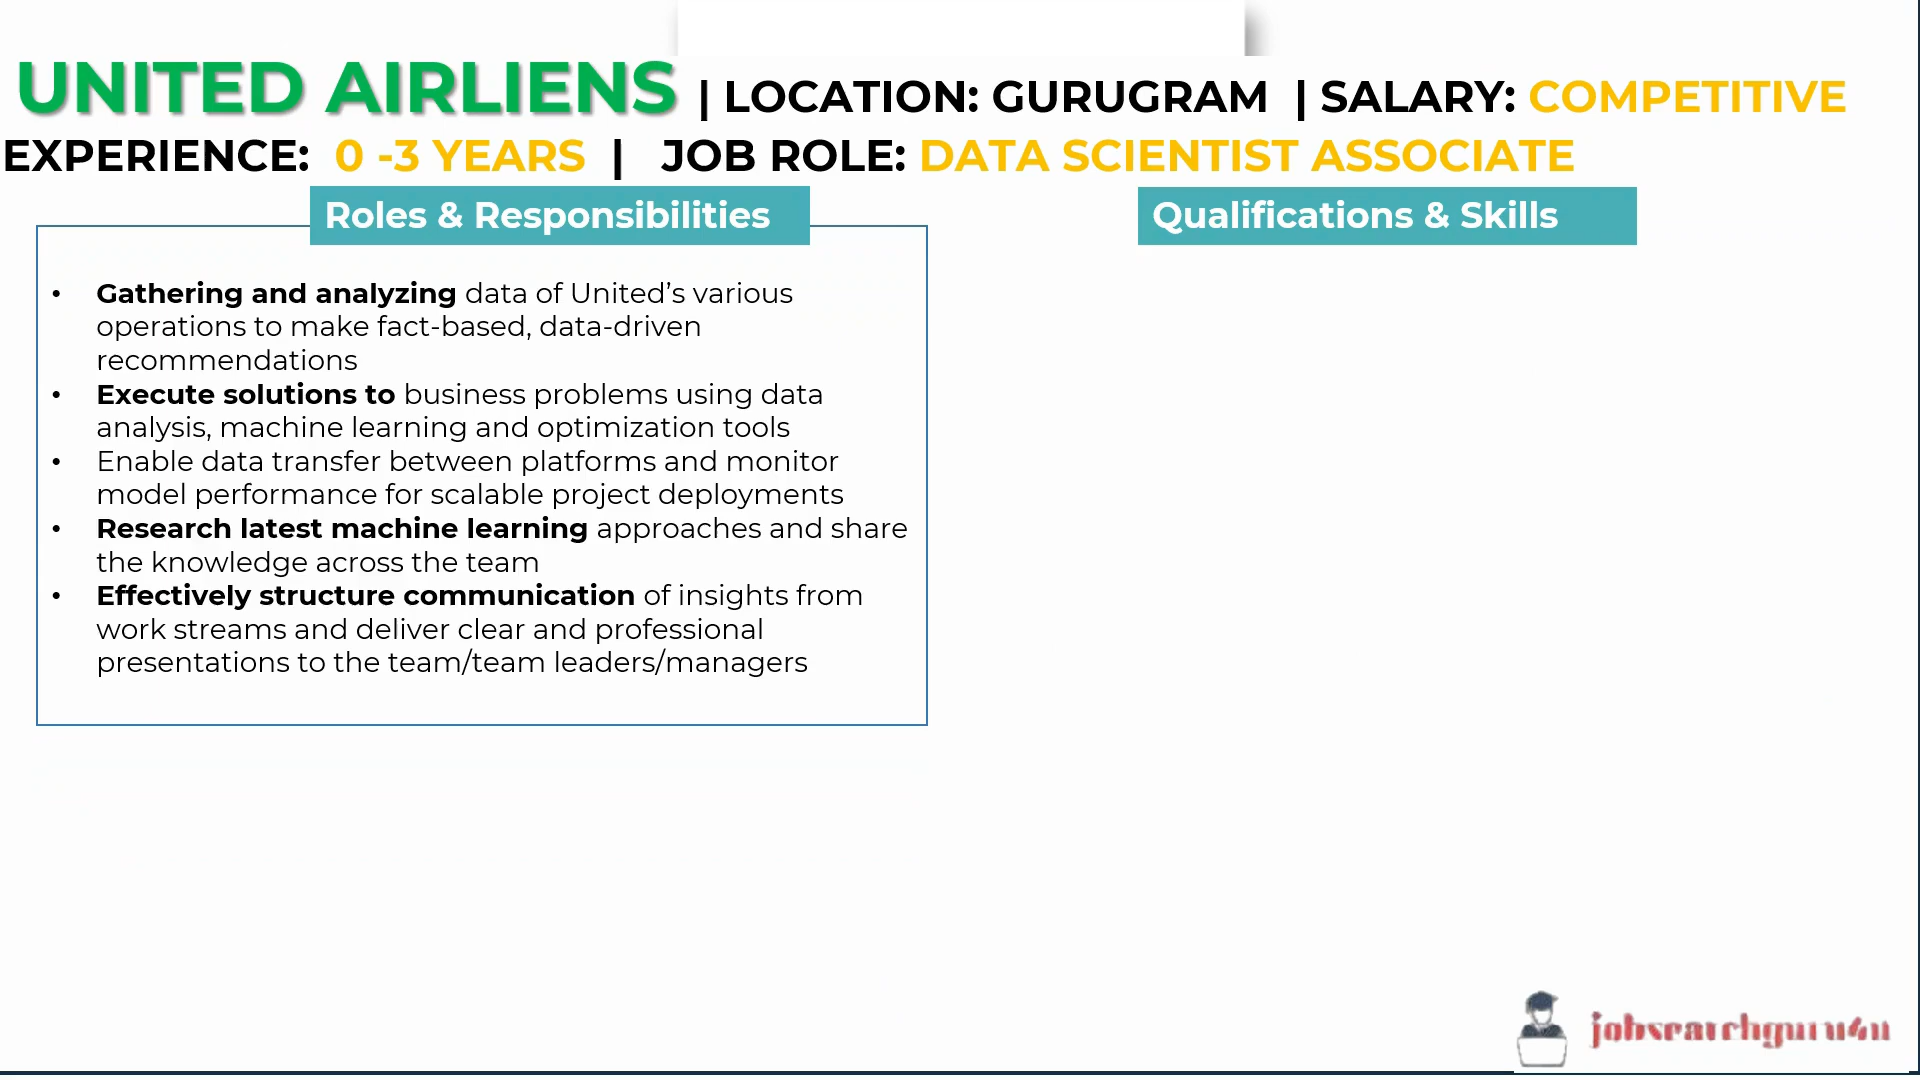 UNITED AIRLIENS | LOCATION: GURUGRAM | SALARY: COMPETITIVE
EXPERIENCE: 0 -3 YEARS | JOB ROLE: DATA SCIENTIST ASSOCIATE
Roles & Responsibilities
• Gathering and analyzing data of United’s various
operations to make fact-based, data-driven
recommendations
• Execute solutions to business problems using data
analysis, machine learning and optimization tools
• Enable data transfer between platforms and monitor
model performance for scalable project deployments
• Research latest machine learning approaches and share
the knowledge across the team
• Effectively structure communication of insights from
work streams and deliver clear and professional
presentations to the team/team leaders/managers
Qualifications & Skills
jobsearchguru4u